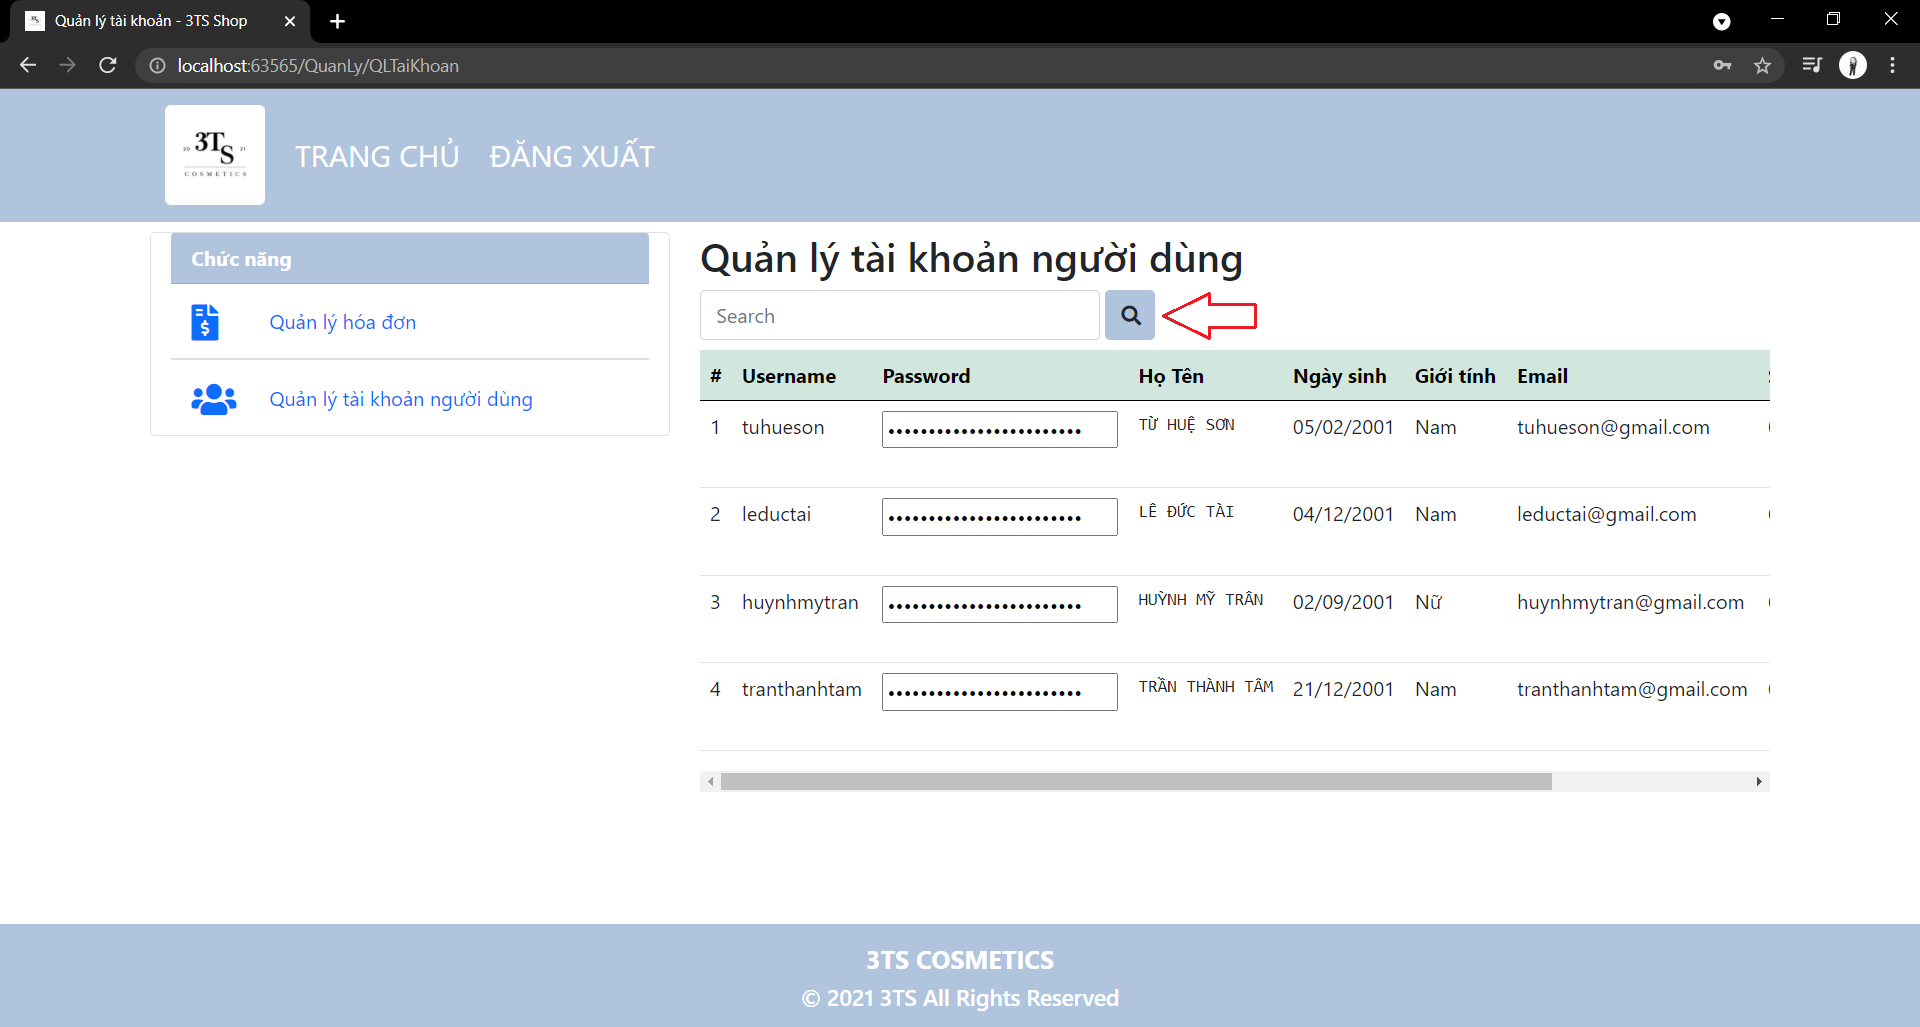 Quản lý tài khoản - 3TS Shop
localhost:63565/QuanLy/QLTaiKhoan
3TS
20 21
COSMETICS
TRANG CHỦ ĐĂNG XUẤT
Chức năng
Quản lý hóa đơn
Quản lý tài khoản người dùng
Quản lý tài khoản người dùng
Search
# Username Password Họ Tên Ngày sinh Giới tính Email
1 tuhueson •••••••••••••••••••••••• TỪ HUỆ SƠN 05/02/2001 Nam tuhueson@gmail.com
2 leductai •••••••••••••••••••••••• LÊ ĐỨC TÀI 04/12/2001 Nam leductai@gmail.com
3 huynhmytran •••••••••••••••••••••••• HUỲNH MỸ TRÂN 02/09/2001 Nữ huynhmytran@gmail.com
4 tranthanhtam •••••••••••••••••••••••• TRẦN THÀNH TÂM 21/12/2001 Nam tranthanhtam@gmail.com
3TS COSMETICS
© 2021 3TS All Rights Reserved